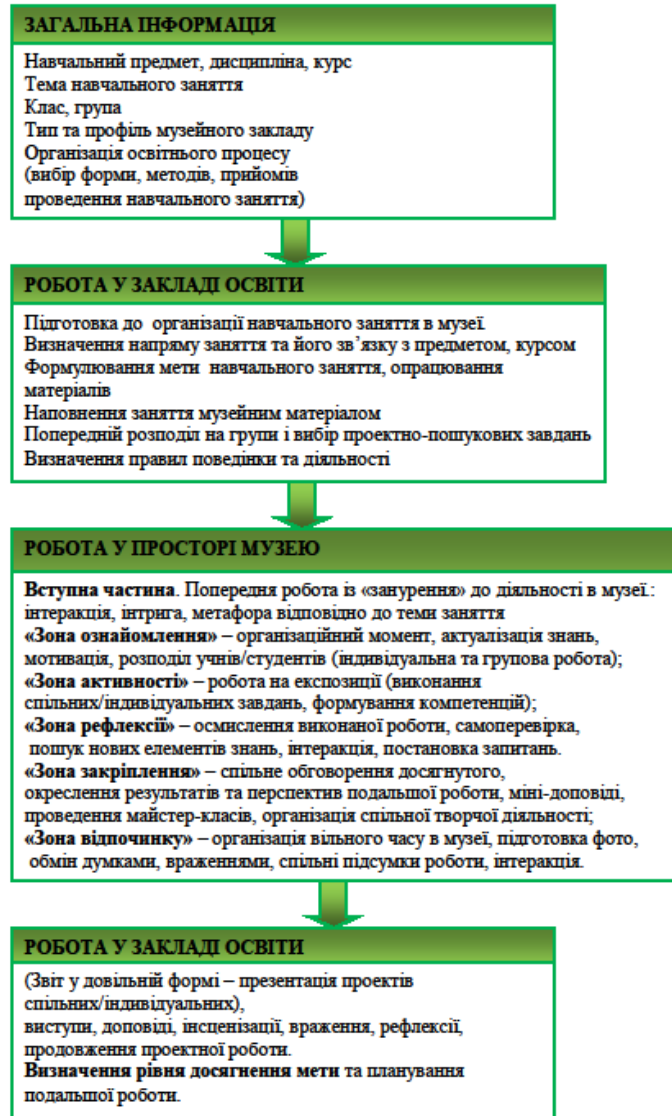 ЗАГАЛЬНА ІНФОРМАЦІЯ
Навчальний предмет, дисципліна, курс
Тема навчального заняття
Клас, група
Тип та профіль музейного закладу
Організація освітнього процесу
(вибір форми, методів, прийомів
проведення навчального заняття)
РОБОТА У ЗАКЛАДІ ОСВІТИ
Підготовка до організації навчального заняття в музеї.
Визначення напряму заняття та його зв’язку з предметом, курсом
Формулювання мети навчального заняття, опрацювання
матеріалів
Наповнення заняття музейним матеріалом
Попередній розподіл на групи і вибір проектно-пошукових завдань
Визначення правил поведінки та діяльності
РОБОТА У ПРОСТОРІ МУЗЕЮ
Вступна частина. Попередня робота із «занурення» до діяльності в музеї.:
інтеракція, інтрига, метафора відповідно до теми заняття
«Зона ознайомлення» – організаційний момент, актуалізація знань,
мотивація, розподіл учнів/студентів (індивідуальна та групова робота);
«Зона активності» – робота на експозиції (виконання
спільних/індивідуальних завдань, формування компетенцій);
«Зона рефлексії» – осмислення виконаної роботи, самоперевірка,
пошук нових елементів знань, інтеракція, постановка запитань.
«Зона закріплення» – спільне обговорення досягнутого,
окреслення результатів та перспектив подальшої роботи, міні-доповіді,
проведення майстер-класів, організація спільної творчої діяльності;
«Зона відпочинку» – організація вільного часу в музеї, підготовка фото,
обмін думками, враженнями, спільні підсумки роботи, інтеракція.
РОБОТА У ЗАКЛАДІ ОСВІТИ
(Звіт у довільній формі – презентація проектів
спільних/індивідуальних),
виступи, доповіді, інсценізації, враження, рефлексії,
продовження проектної роботи.
Визначення рівня досягнення мети та планування
подальшої роботи.